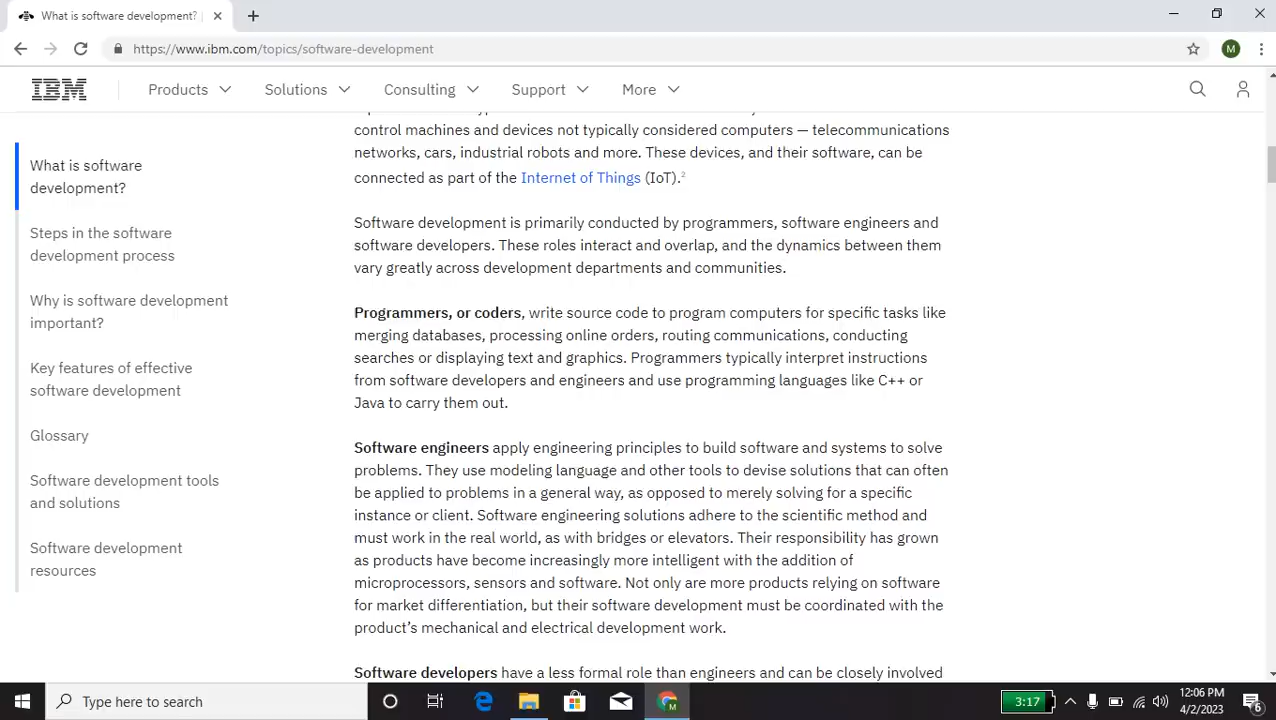 What is software development?
https://www.ibm.com/topics/software-development
M
IBM
Products
Solutions
Consulting
Support
More
What is software
development?
Steps in the software
development process
Why is software development
important?
Key features of effective
software development
Glossary
Software development tools
and solutions
Software development
resources
control machines and devices not typically considered computers — telecommunications
networks, cars, industrial robots and more. These devices, and their software, can be
connected as part of the Internet of Things (IoT).²
Software development is primarily conducted by programmers, software engineers and
software developers. These roles interact and overlap, and the dynamics between them
vary greatly across development departments and communities.
Programmers, or coders, write source code to program computers for specific tasks like
merging databases, processing online orders, routing communications, conducting
searches or displaying text and graphics. Programmers typically interpret instructions
from software developers and engineers and use programming languages like C++ or
Java to carry them out.
Software engineers apply engineering principles to build software and systems to solve
problems. They use modeling language and other tools to devise solutions that can often
be applied to problems in a general way, as opposed to merely solving for a specific
instance or client. Software engineering solutions adhere to the scientific method and
must work in the real world, as with bridges or elevators. Their responsibility has grown
as products have become increasingly more intelligent with the addition of
microprocessors, sensors and software. Not only are more products relying on software
for market differentiation, but their software development must be coordinated with the
product’s mechanical and electrical development work.
Software developers have a less formal role than engineers and can be closely involved
Type here to search
M
3:17
12:06 PM
4/2/2023
6